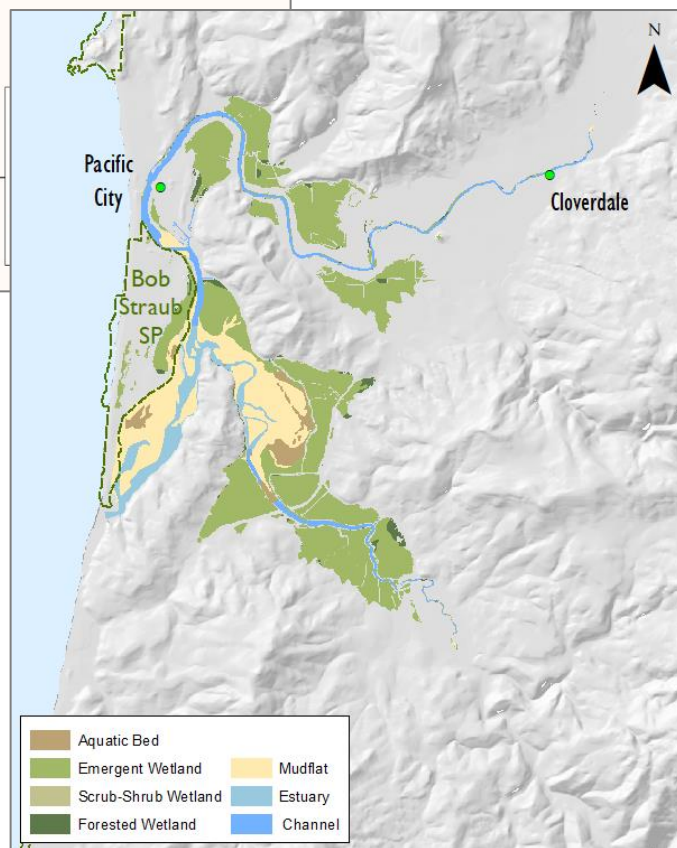 N
Pacific
City
Cloverdale
Bob
Straub
SP
Aquatic Bed
Emergent Wetland
Scrub-Shrub Wetland
Forested Wetland
Mudflat
Estuary
Channel